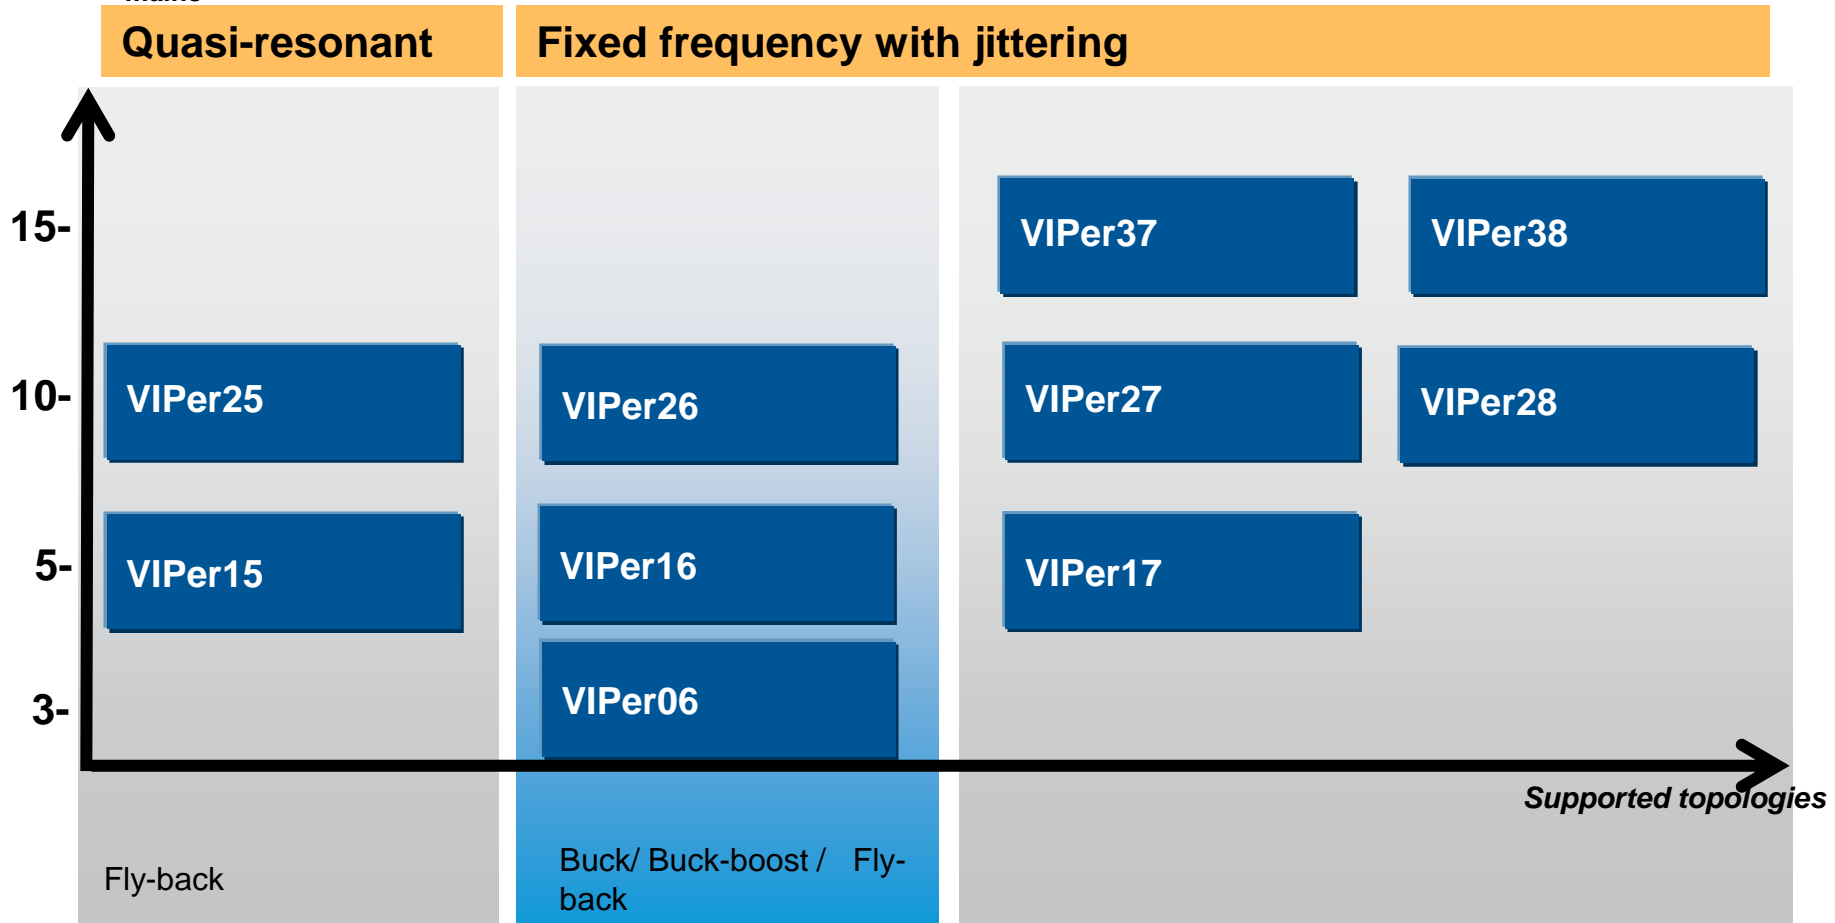 Quasi-resonant
Fixed frequency with jittering
15-
VIPer37
VIPer38
10-
VIPer25
VIPer26
VIPer27
VIPer28
5-
VIPer15
VIPer16
VIPer17
3-
VIPer06
Supported topologies
Fly-back
Buck/ Buck-boost / Fly-
back